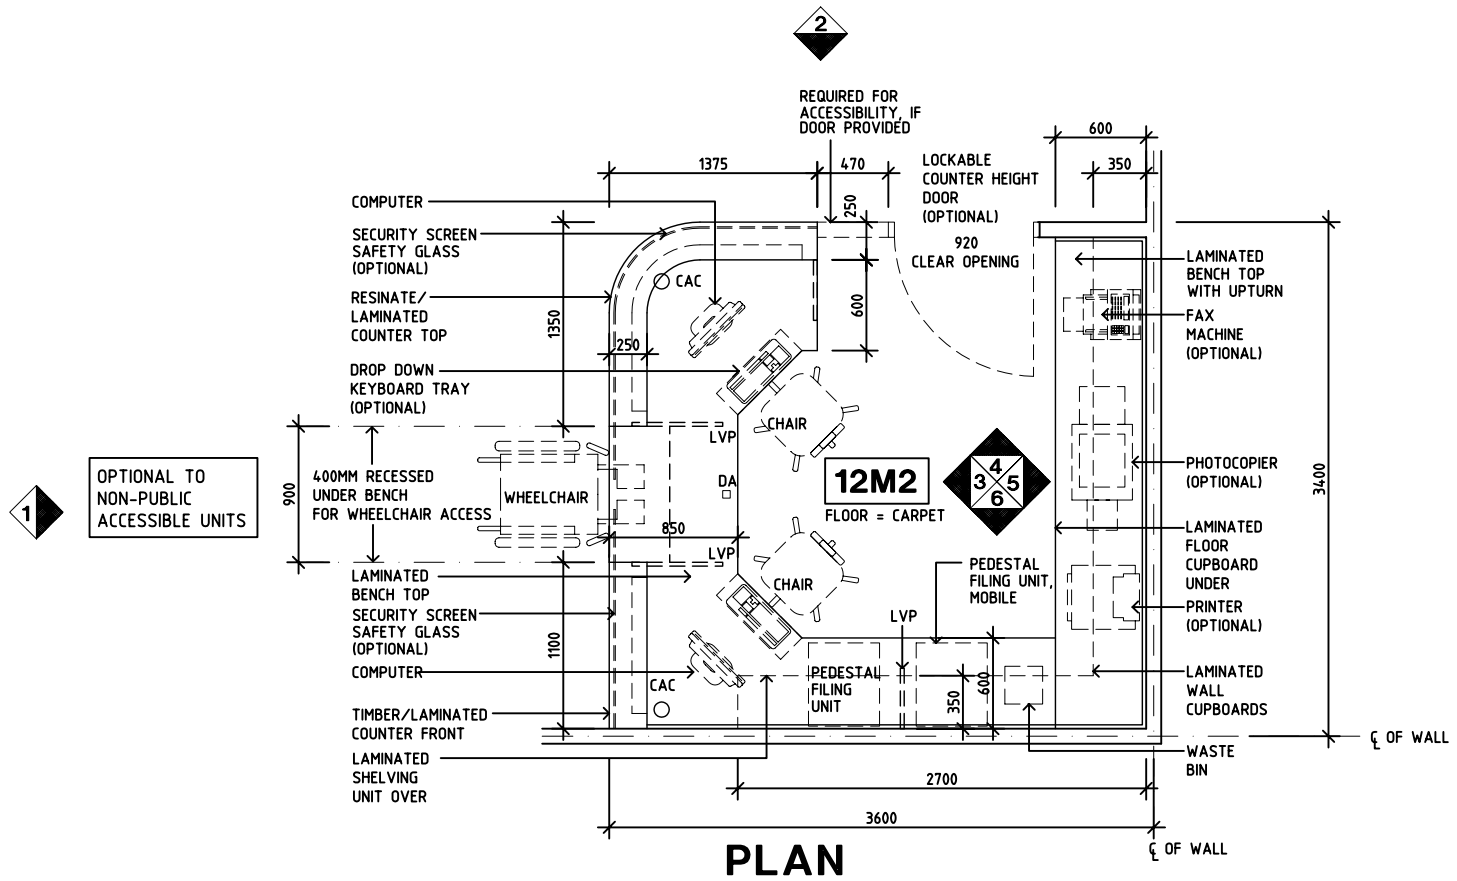 2
REQUIRED FOR
ACCESSIBILITY, IF
DOOR PROVIDED
600
1375
470
LOCKABLE
COUNTER HEIGHT
DOOR
(OPTIONAL)
350
250
COMPUTER
SECURITY SCREEN
SAFETY GLASS
(OPTIONAL)
920
CLEAR OPENING
LAMINATED
BENCH TOP
WITH UPTURN
CAC
RESINATE/
LAMINATED
COUNTER TOP
1350
600
250
FAX
MACHINE
(OPTIONAL)
DROP DOWN
KEYBOARD TRAY
(OPTIONAL)
CHAIR
LVP
3400
1
OPTIONAL TO
NON-PUBLIC
ACCESSIBLE UNITS
900
400MM RECESSED
UNDER BENCH
FOR WHEELCHAIR ACCESS
WHEELCHAIR
DA
12M2
FLOOR = CARPET
4
3 5
6
PHOTOCOPIER
(OPTIONAL)
850
LVP
LAMINATED
FLOOR
CUPBOARD
UNDER
LAMINATED
BENCH TOP
CHAIR
PEDESTAL
FILING UNIT,
MOBILE
PRINTER
(OPTIONAL)
SECURITY SCREEN
SAFETY GLASS
(OPTIONAL)
LVP
1100
COMPUTER
CAC
PEDESTAL
FILING
UNIT
350
600
LAMINATED
WALL
CUPBOARDS
TIMBER/LAMINATED
COUNTER FRONT
LAMINATED
SHELVING
UNIT OVER
WASTE
BIN
CL OF WALL
2700
3600
CL OF WALL
PLAN